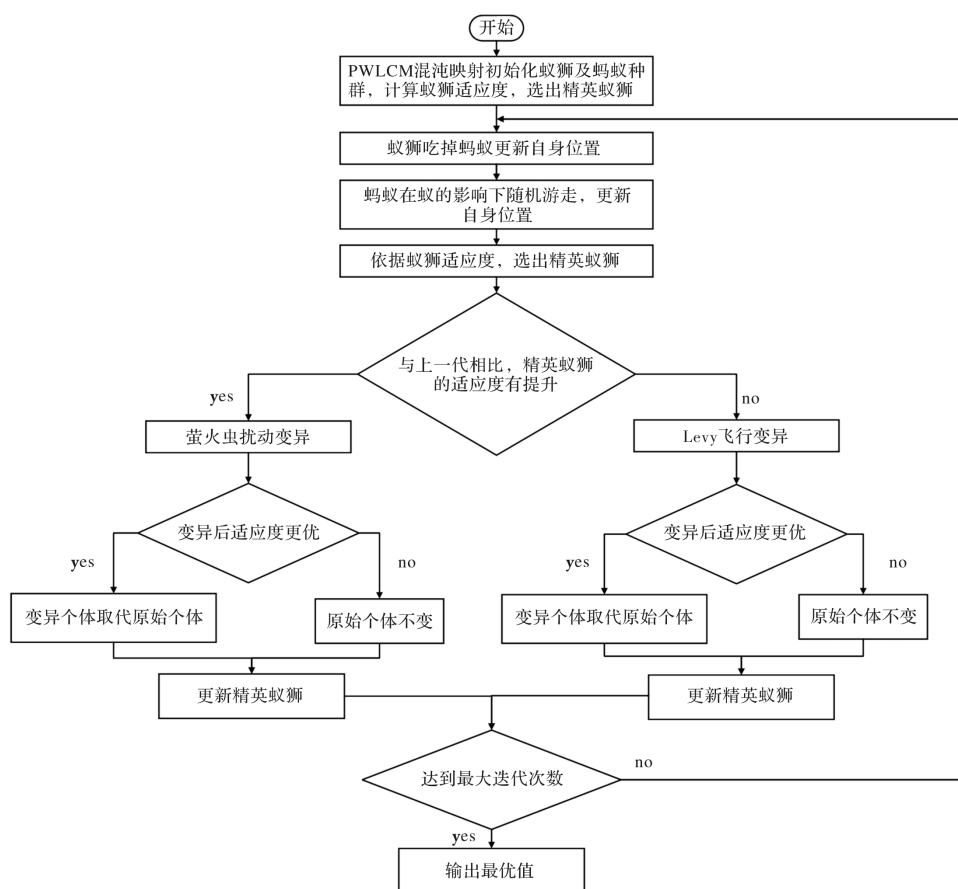 开始
PWLCM混沌映射初始化蚁狮及蚂蚁种
群，计算蚁狮适应度，选出精英蚁狮
蚁狮吃掉蚂蚁更新自身位置
蚂蚁在蚁的影响下随机游走，更新
自身位置
依据蚁狮适应度，选出精英蚁狮
与上一代相比，精英蚁狮
的适应度有提升
yes
no
萤火虫扰动变异
Levy飞行变异
变异后适应度更优
变异后适应度更优
yes
no
yes
no
变异个体取代原始个体
原始个体不变
变异个体取代原始个体
原始个体不变
更新精英蚁狮
更新精英蚁狮
达到最大迭代次数
no
yes
输出最优值